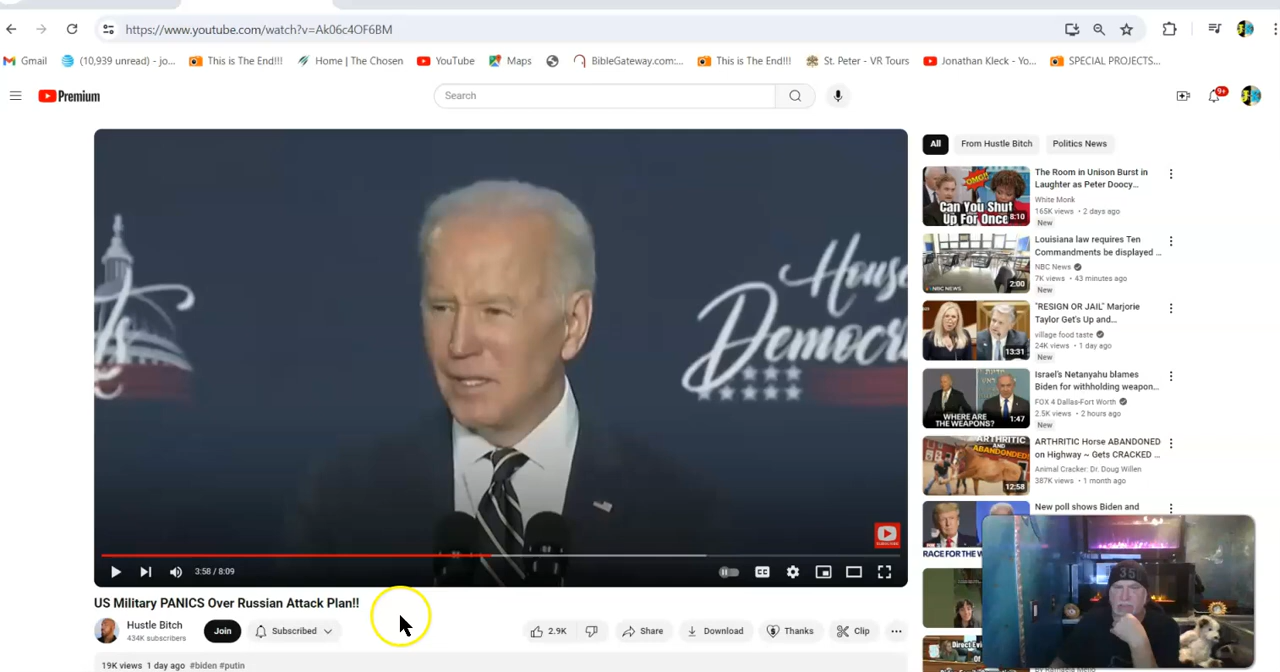 https://www.youtube.com/watch?v=Ak06c4OF6BM
Gmail
(10,939 unread) - jo...
This is The End!!!
Home | The Chosen
YouTube
Maps
BibleGateway.com:...
This is The End!!!
St. Peter - VR Tours
Jonathan Kleck - Yo...
SPECIAL PROJECTS...
Premium
Search
9+
House
Democr
ts
3:58 / 8:09
CC
US Military PANICS Over Russian Attack Plan!!
Hustle Bitch
434K subscribers
Join
Subscribed
2.9K
Share
Download
Thanks
Clip
19K views 1 day ago #biden #putin
All
From Hustle Bitch
Politics News
OMG!!
CAN YOU SHUT
UP FOR ONCE
8:10
The Room in Unison Burst in
Laughter as Peter Doocy...
White Monk
165K views • 2 days ago
New
NBC NEWS
2:00
Louisiana law requires Ten
Commandments be displayed ...
NBC News
7K views • 43 minutes ago
New
13:31
"RESIGN OR JAIL" Marjorie
Taylor Get's Up and...
village food taste
24K views • 1 day ago
New
WHERE ARE
THE WEAPONS?
1:47
Israel's Netanyahu blames
Biden for withholding weapon...
FOX 4 Dallas-Fort Worth
2.5K views • 2 hours ago
New
ARTHRITIC
AND
ABANDONED
12:58
ARTHRITIC Horse ABANDONED
on Highway ~ Gets CRACKED ...
Animal Cracker: Dr. Doug Willen
387K views • 1 month ago
RACE FOR THE
New poll shows Biden and
35